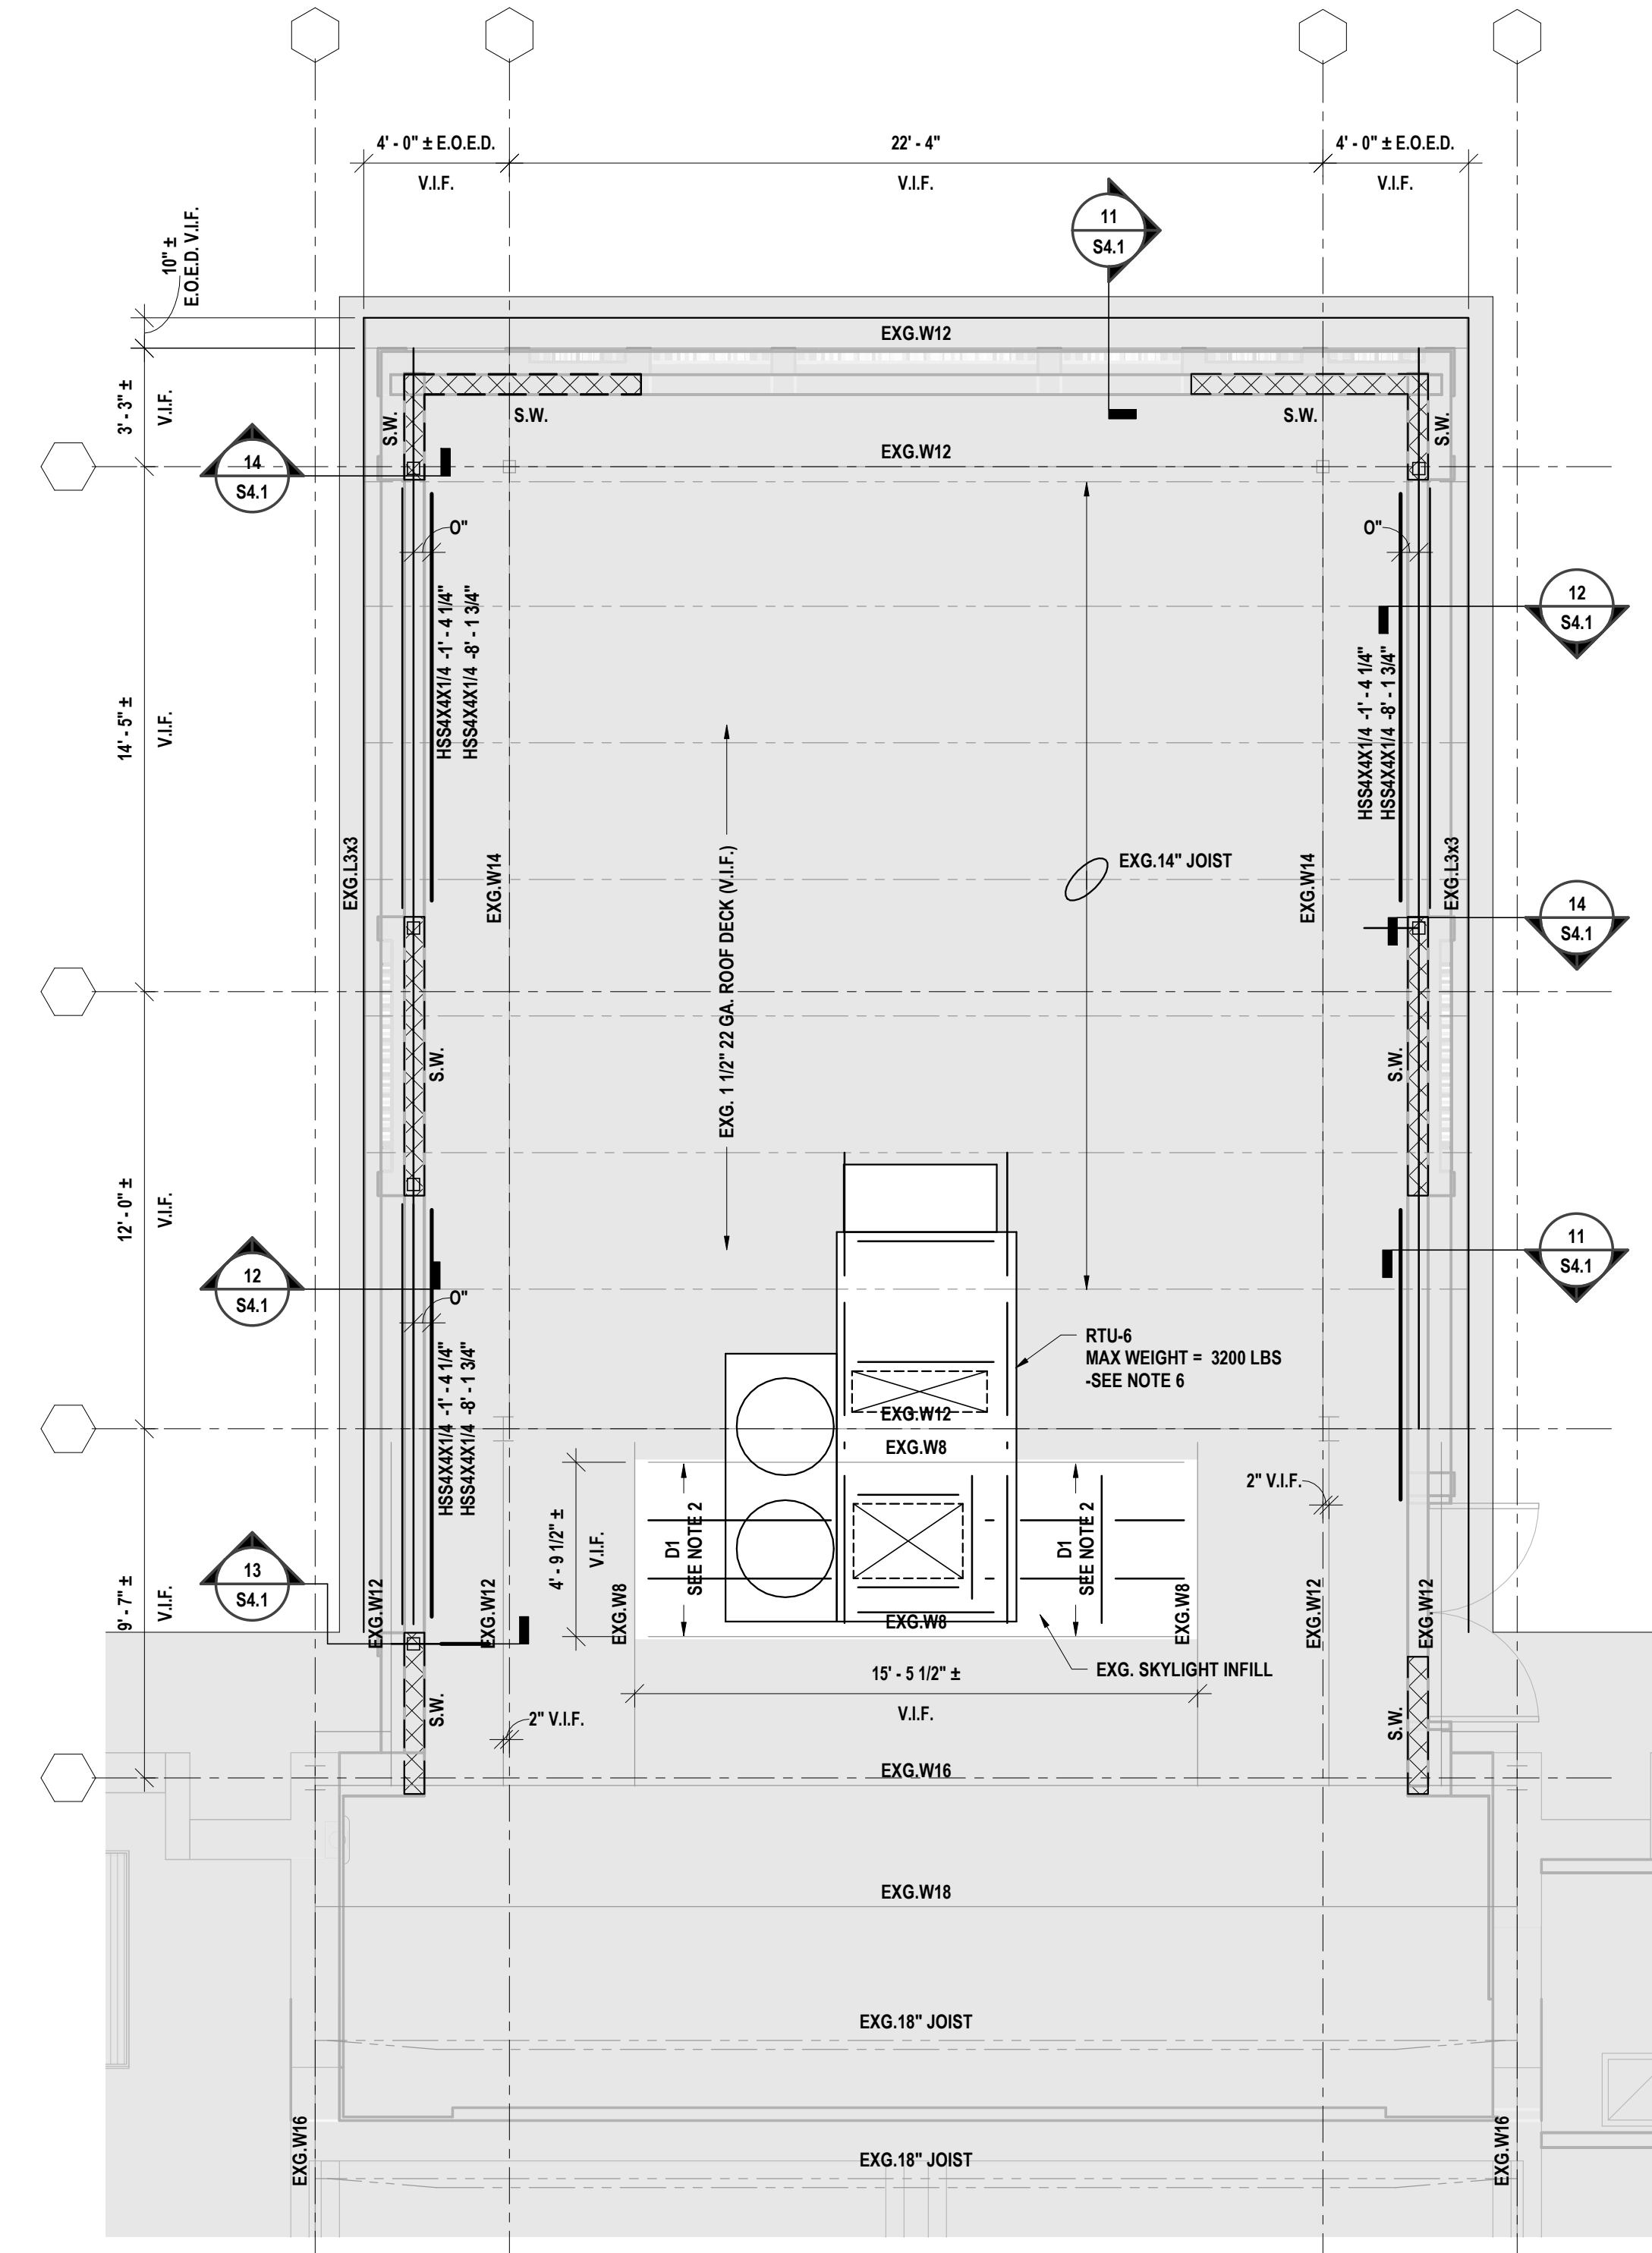 4' - 0" ± E.O.E.D.
V.I.F.
22' - 4"
V.I.F.
4' - 0" ± E.O.E.D.
V.I.F.
11
S4.1
10" ±
E.O.E.D. V.I.F.
EXG.W12
3' - 3" ±
V.I.F.
S.W.
S.W.
S.W.
S.W.
14
S4.1
EXG.W12
O"
O"
12
S4.1
HSS4X4X1/4 -1' - 4 1/4"
HSS4X4X1/4 -8' - 1 3/4"
HSS4X4X1/4 -1' - 4 1/4"
HSS4X4X1/4 -8' - 1 3/4"
14' - 5" ±
V.I.F.
EXG.L3x3
EXG.W14
EXG. 1 1/2" 22 GA. ROOF DECK (V.I.F.)
EXG.14" JOIST
EXG.W14
EXG.L3x3
14
S4.1
S.W.
S.W.
12' - 0" ±
V.I.F.
12
S4.1
11
S4.1
O"
HSS4X4X1/4 -1' - 4 1/4"
HSS4X4X1/4 -8' - 1 3/4"
RTU-6
MAX WEIGHT = 3200 LBS
-SEE NOTE 6
EXG.W12
EXG.W8
2" V.I.F.
4' - 9 1/2" ±
V.I.F.
D1
SEE NOTE 2
D1
SEE NOTE 2
13
S4.1
9' - 7" ±
V.I.F.
EXG.W12
EXG.W12
EXG.W8
EXG.W8
EXG.W8
EXG.W12
EXG.W12
EXG. SKYLIGHT INFILL
15' - 5 1/2" ±
V.I.F.
S.W.
2" V.I.F.
S.W.
EXG.W16
EXG.W18
EXG.18" JOIST
EXG.W16
EXG.W16
EXG.18" JOIST